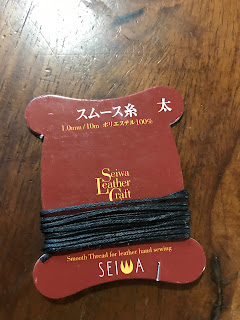 スムース糸 太
1.0mm/10m ポリエステル100%
Seiwa
Leather
Craft
Smooth Thread for leather hand sewing
SEIWA